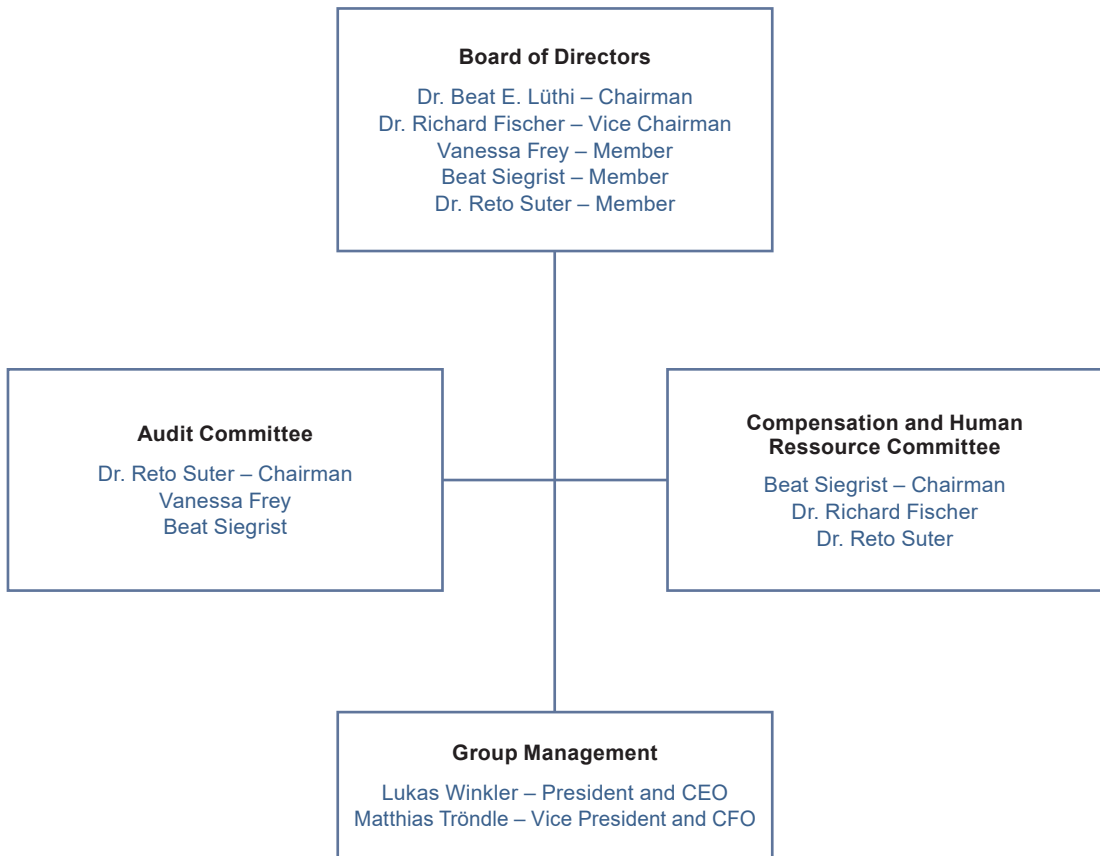 Board of Directors
Dr. Beat E. Lüthi – Chairman
Dr. Richard Fischer – Vice Chairman
Vanessa Frey – Member
Beat Siegrist – Member
Dr. Reto Suter – Member
Audit Committee
Dr. Reto Suter – Chairman
Vanessa Frey
Beat Siegrist
Compensation and Human
Ressource Committee
Beat Siegrist – Chairman
Dr. Richard Fischer
Dr. Reto Suter
Group Management
Lukas Winkler – President and CEO
Matthias Tröndle – Vice President and CFO